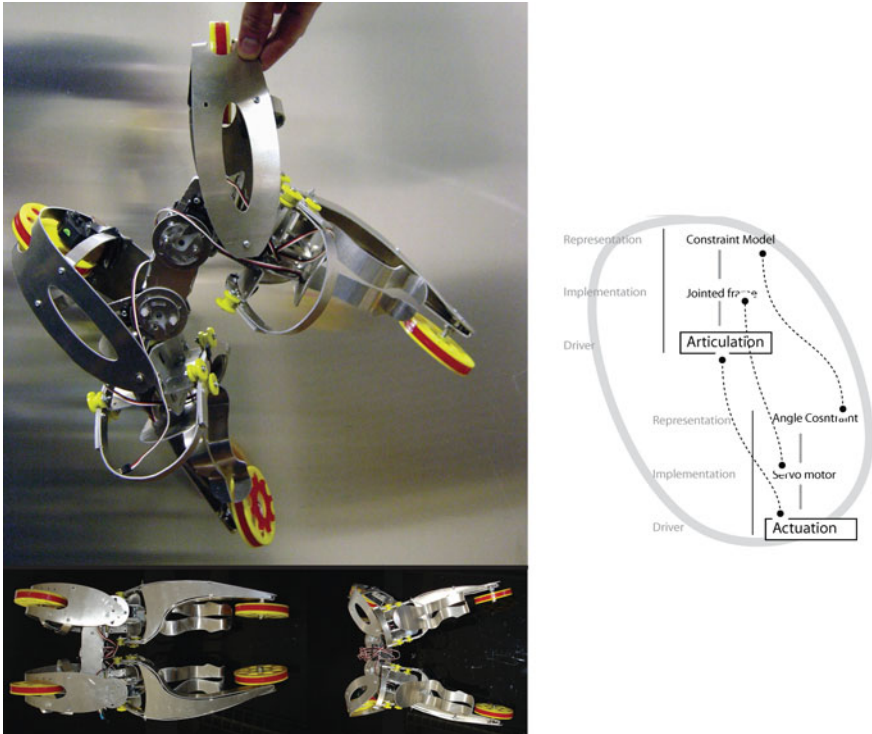 Representation Constraint Model
Implementation Jointed frame
Driver Articulation
Representation Angle Cosntraint
Implementation Servo motor
Driver Actuation